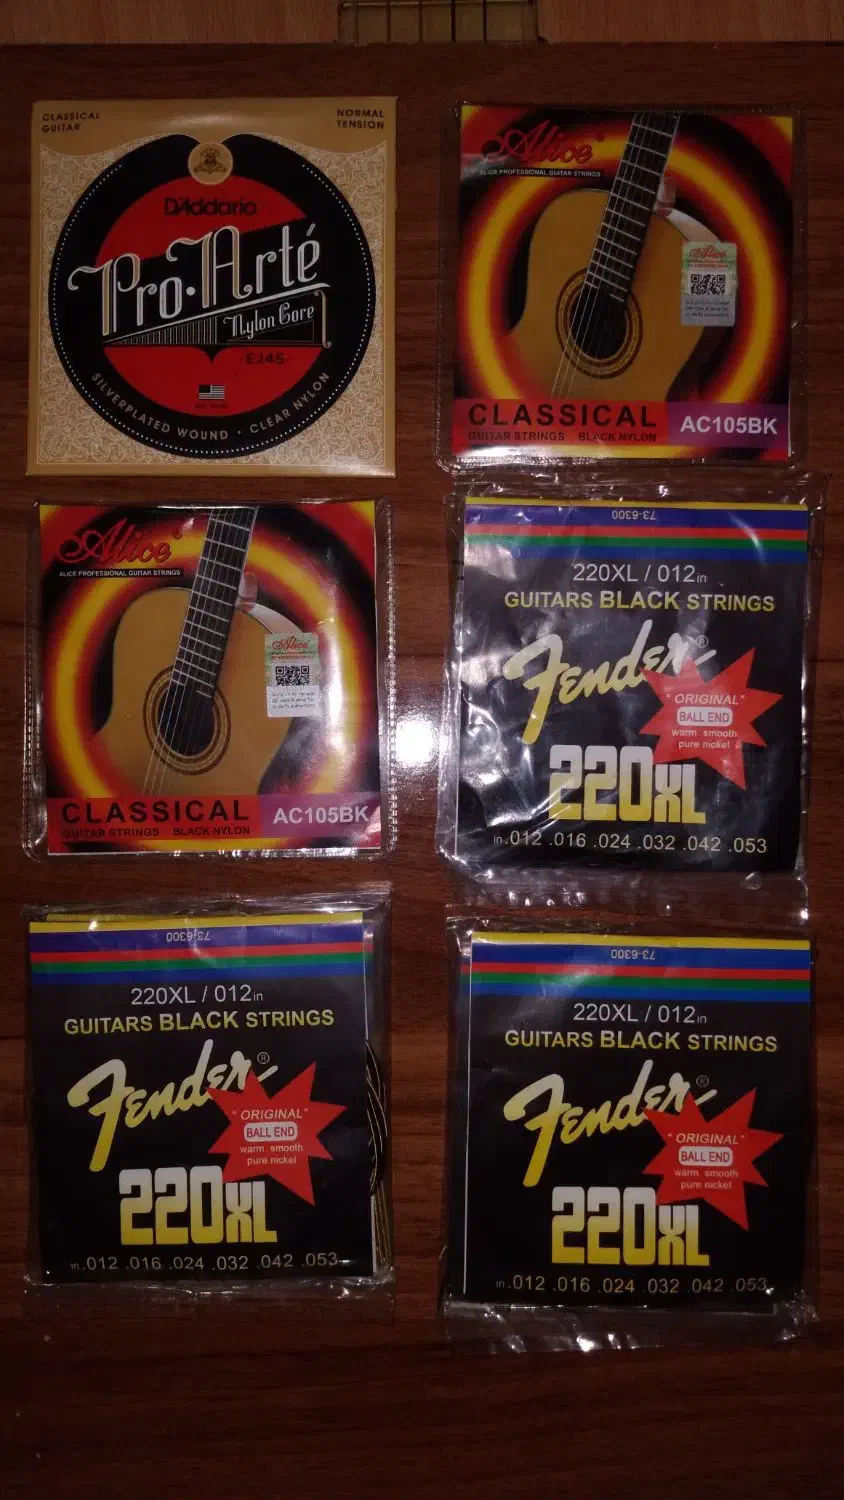 CLASSICAL
GUITAR
NORMAL
TENSION
D'Addario
Pro·Arté
Nylon Core
·EJ45·
SILVERPLATED WOUND · CLEAR NYLON
Alice®
ALICE PROFESSIONAL GUITAR STRINGS
Alice
CLASSICAL
GUITAR STRINGS BLACK NYLON
AC105BK
Alice®
ALICE PROFESSIONAL GUITAR STRINGS
Alice
CLASSICAL
GUITAR STRINGS BLACK NYLON
AC105BK
73-6300
220XL / 012in
GUITARS BLACK STRINGS
Fender®
"ORIGINAL"
BALL END
warm. smooth
pure nickel
220XL
in.012 .016 .024 .032 .042 .053
73-6300
220XL / 012in
GUITARS BLACK STRINGS
Fender®
"ORIGINAL"
BALL END
warm. smooth
pure nickel
220XL
in.012 .016 .024 .032 .042 .053
73-6300
220XL / 012in
GUITARS BLACK STRINGS
Fender®
"ORIGINAL"
BALL END
warm. smooth
pure nickel
220XL
in.012 .016 .024 .032 .042 .053